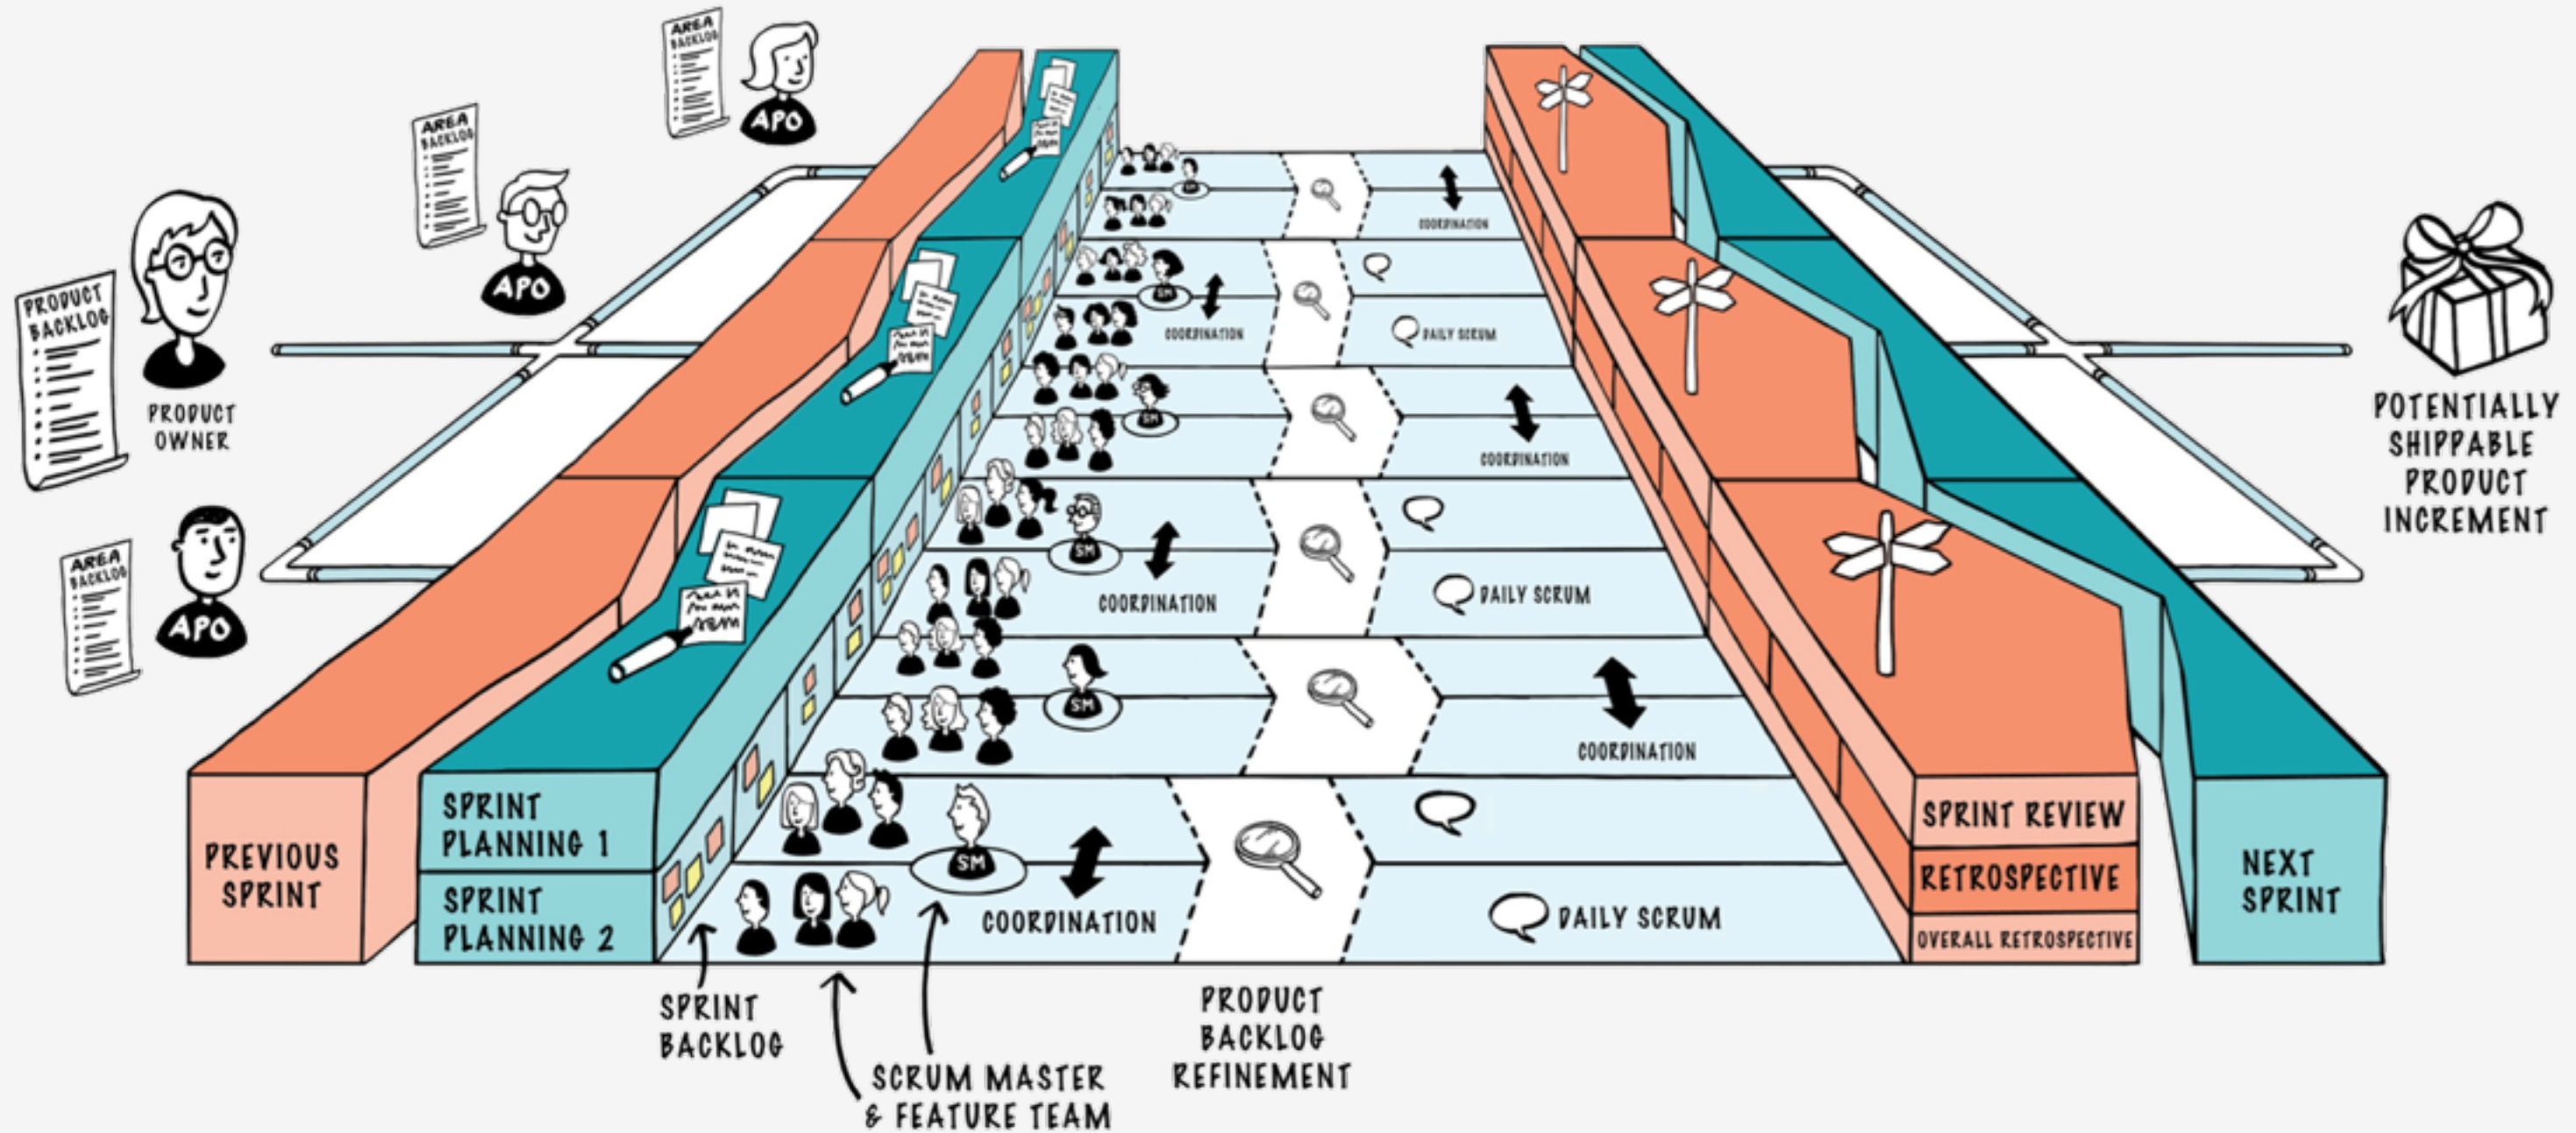 AREA
BACKLOG
APO
AREA
BACKLOG
APO
PRODUCT
BACKLOG
PRODUCT
OWNER
AREA
BACKLOG
APO
PREVIOUS
SPRINT
SPRINT
PLANNING 1
SPRINT
PLANNING 2
COORDINATION
SM
COORDINATION
DAILY SCRUM
SM
COORDINATION
SM
COORDINATION
DAILY SCRUM
SM
COORDINATION
SM
COORDINATION
DAILY SCRUM
SPRINT
BACKLOG
SCRUM MASTER
& FEATURE TEAM
PRODUCT
BACKLOG
REFINEMENT
SPRINT REVIEW
RETROSPECTIVE
OVERALL RETROSPECTIVE
NEXT
SPRINT
POTENTIALLY
SHIPPABLE
PRODUCT
INCREMENT